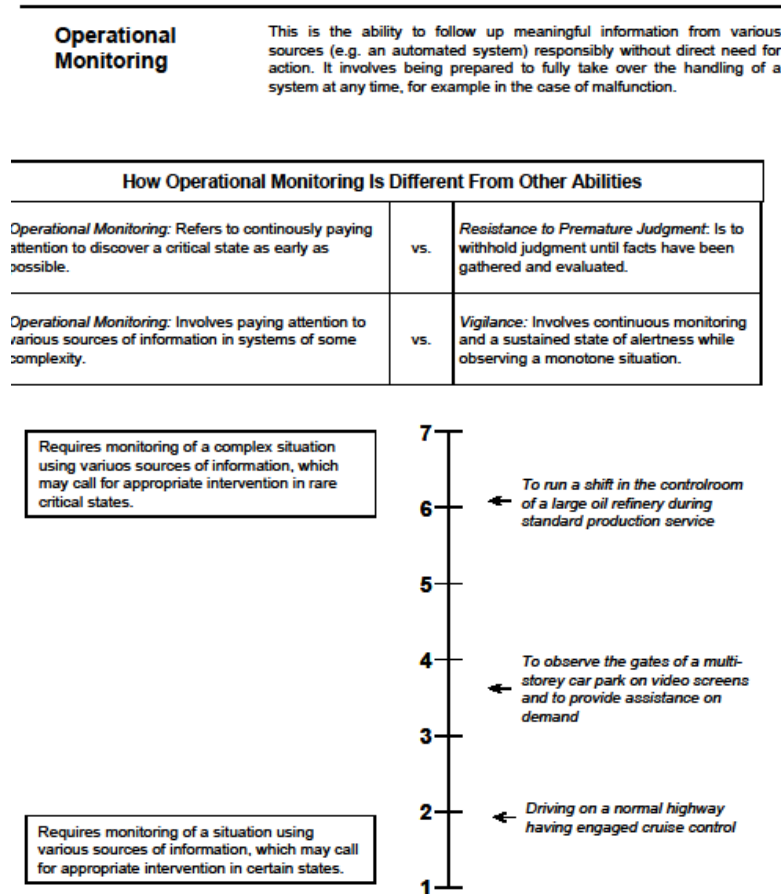 Operational
Monitoring
This is the ability to follow up meaningful information from various
sources (e.g. an automated system) responsibly without direct need for
action. It involves being prepared to fully take over the handling of a
system at any time, for example in the case of malfunction.
How Operational Monitoring Is Different From Other Abilities
Operational Monitoring: Refers to continously paying
attention to discover a critical state as early as
possible.
vs.
Resistance to Premature Judgment: Is to
withhold judgment until facts have been
gathered and evaluated.
Operational Monitoring: Involves paying attention to
various sources of information in systems of some
complexity.
vs.
Vigilance: Involves continuous monitoring
and a sustained state of alertness while
observing a monotone situation.
Requires monitoring of a complex situation
using variuos sources of information, which
may call for appropriate intervention in rare
critical states.
7
6
To run a shift in the controlroom
of a large oil refinery during
standard production service
5
4
To observe the gates of a multi-
storey car park on video screens
and to provide assistance on
demand
3
2
Driving on a normal highway
having engaged cruise control
Requires monitoring of a situation using
various sources of information, which may call
for appropriate intervention in certain states.
1